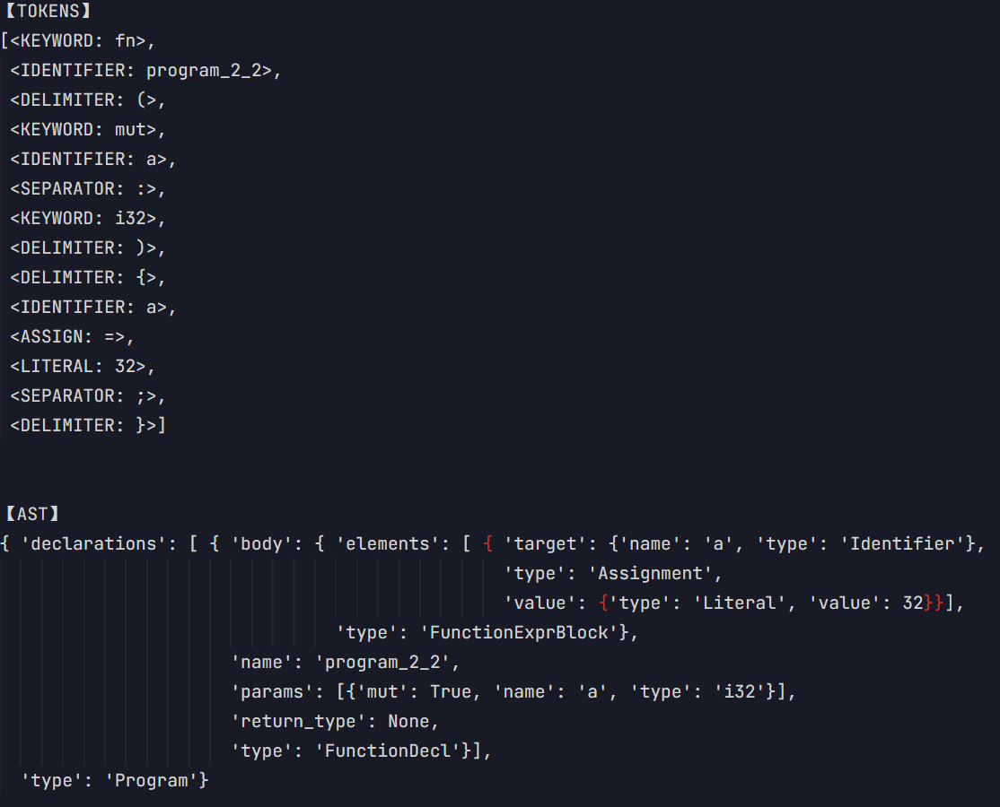 【TOKENS】
[<KEYWORD: fn>,
 <IDENTIFIER: program_2_2>,
 <DELIMITER: (>,
 <KEYWORD: mut>,
 <IDENTIFIER: a>,
 <SEPARATOR: :>,
 <KEYWORD: i32>,
 <DELIMITER: )>,
 <DELIMITER: {>,
 <IDENTIFIER: a>,
 <ASSIGN: =>,
 <LITERAL: 32>,
 <SEPARATOR: ;>,
 <DELIMITER: }>]
【AST】
{ 'declarations': [ { 'body': { 'elements': [ { 'target': {'name': 'a', 'type': 'Identifier'},
                                                'type': 'Assignment',
                                                'value': {'type': 'Literal', 'value': 32}}],
                                'type': 'FunctionExprBlock'},
                      'name': 'program_2_2',
                      'params': [{'mut': True, 'name': 'a', 'type': 'i32'}],
                      'return_type': None,
                      'type': 'FunctionDecl'}],
  'type': 'Program'}